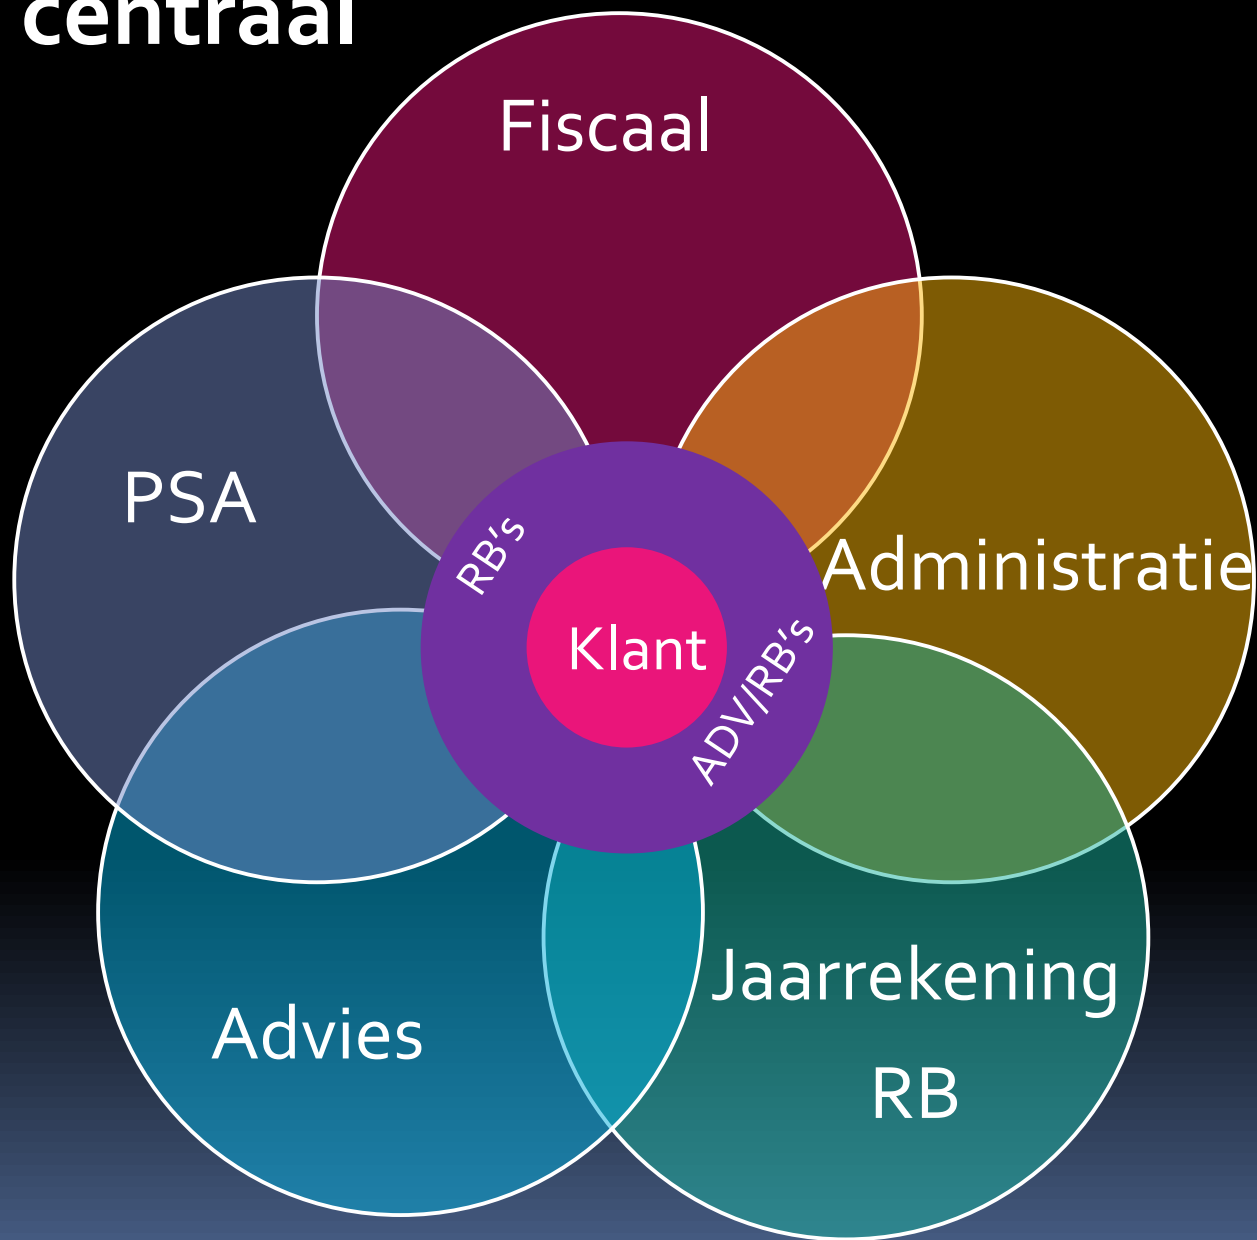 centraal
Fiscaal
PSA
Administratie
RB's
Klant
ADV/RB's
Jaarrekening
RB
Advies